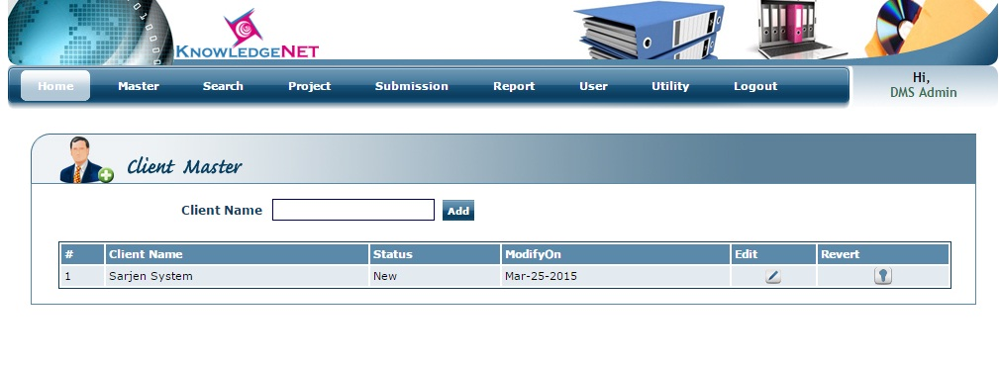 KNOWLEDGENET
Home Master Search Project Submission Report User Utility Logout
Hi,
DMS Admin
Client Master
Client Name Add
# Client Name Status ModifyOn Edit Revert
1 Sarjen System New Mar-25-2015